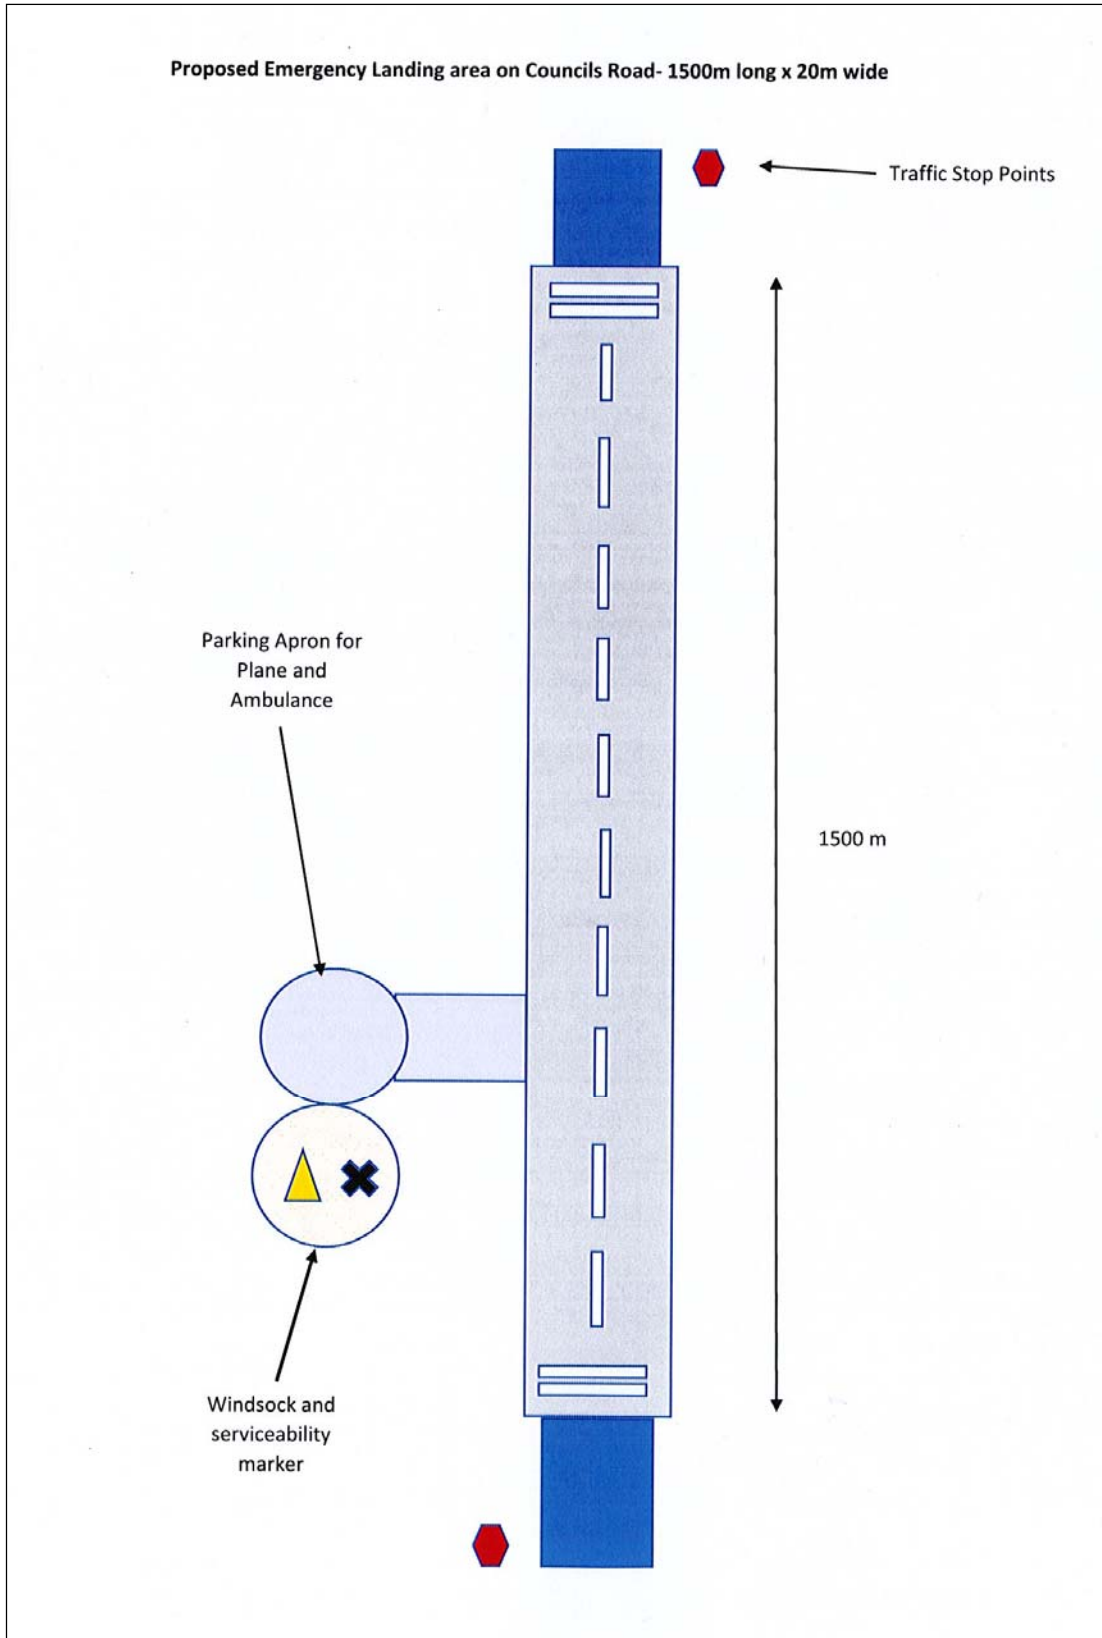 Proposed Emergency Landing area on Councils Road- 1500m long x 20m wide
Traffic Stop Points
Parking Apron for
Plane and
Ambulance
1500 m
Windsock and
serviceability
marker